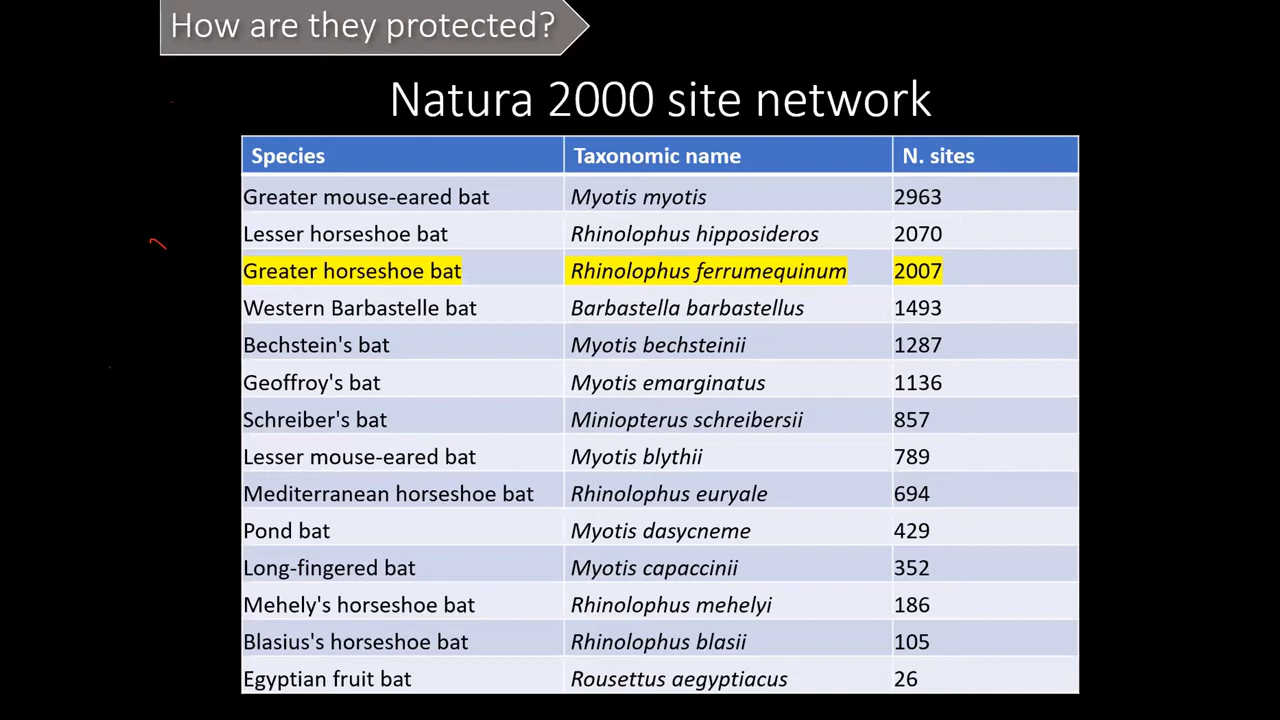 How are they protected?
Natura 2000 site network
Species Taxonomic name N. sites
Greater mouse-eared bat Myotis myotis 2963
Lesser horseshoe bat Rhinolophus hipposideros 2070
Greater horseshoe bat Rhinolophus ferrumequinum 2007
Western Barbastelle bat Barbastella barbastellus 1493
Bechstein's bat Myotis bechsteinii 1287
Geoffroy's bat Myotis emarginatus 1136
Schreiber's bat Miniopterus schreibersii 857
Lesser mouse-eared bat Myotis blythii 789
Mediterranean horseshoe bat Rhinolophus euryale 694
Pond bat Myotis dasycneme 429
Long-fingered bat Myotis capaccinii 352
Mehely's horseshoe bat Rhinolophus mehelyi 186
Blasius's horseshoe bat Rhinolophus blasii 105
Egyptian fruit bat Rousettus aegyptiacus 26